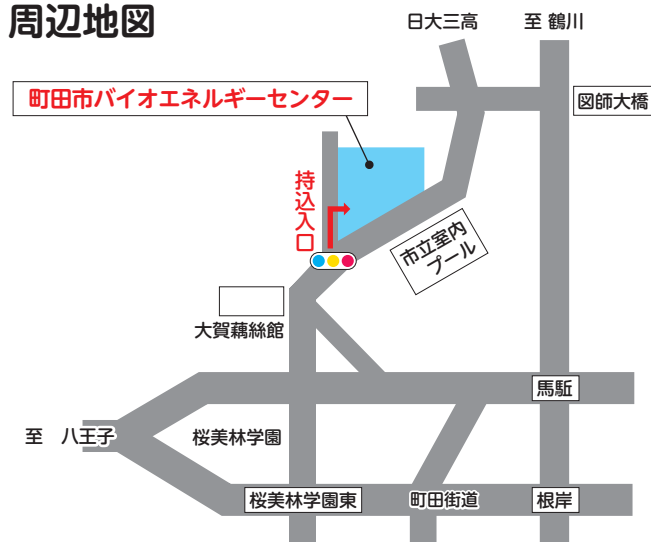 周辺地図
日大三高
至 鶴川
町田市バイオエネルギーセンター
図師大橋
持込入口
市立室内
プール
大賀藕絲館
馬駈
至 八王子
桜美林学園
桜美林学園東
町田街道
根岸